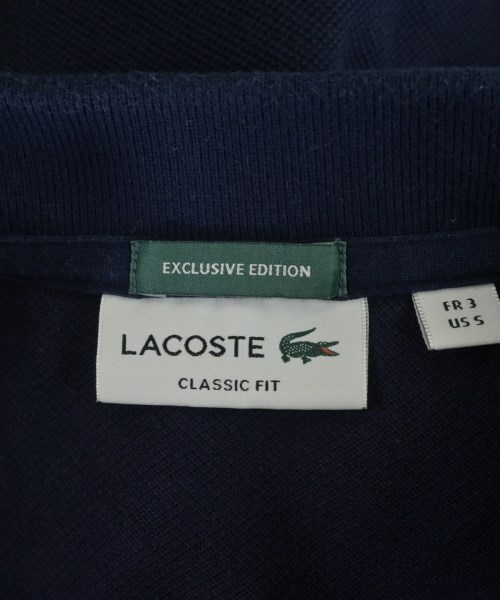 EXCLUSIVE EDITION
LACOSTE
CLASSIC FIT
FR 3
US S